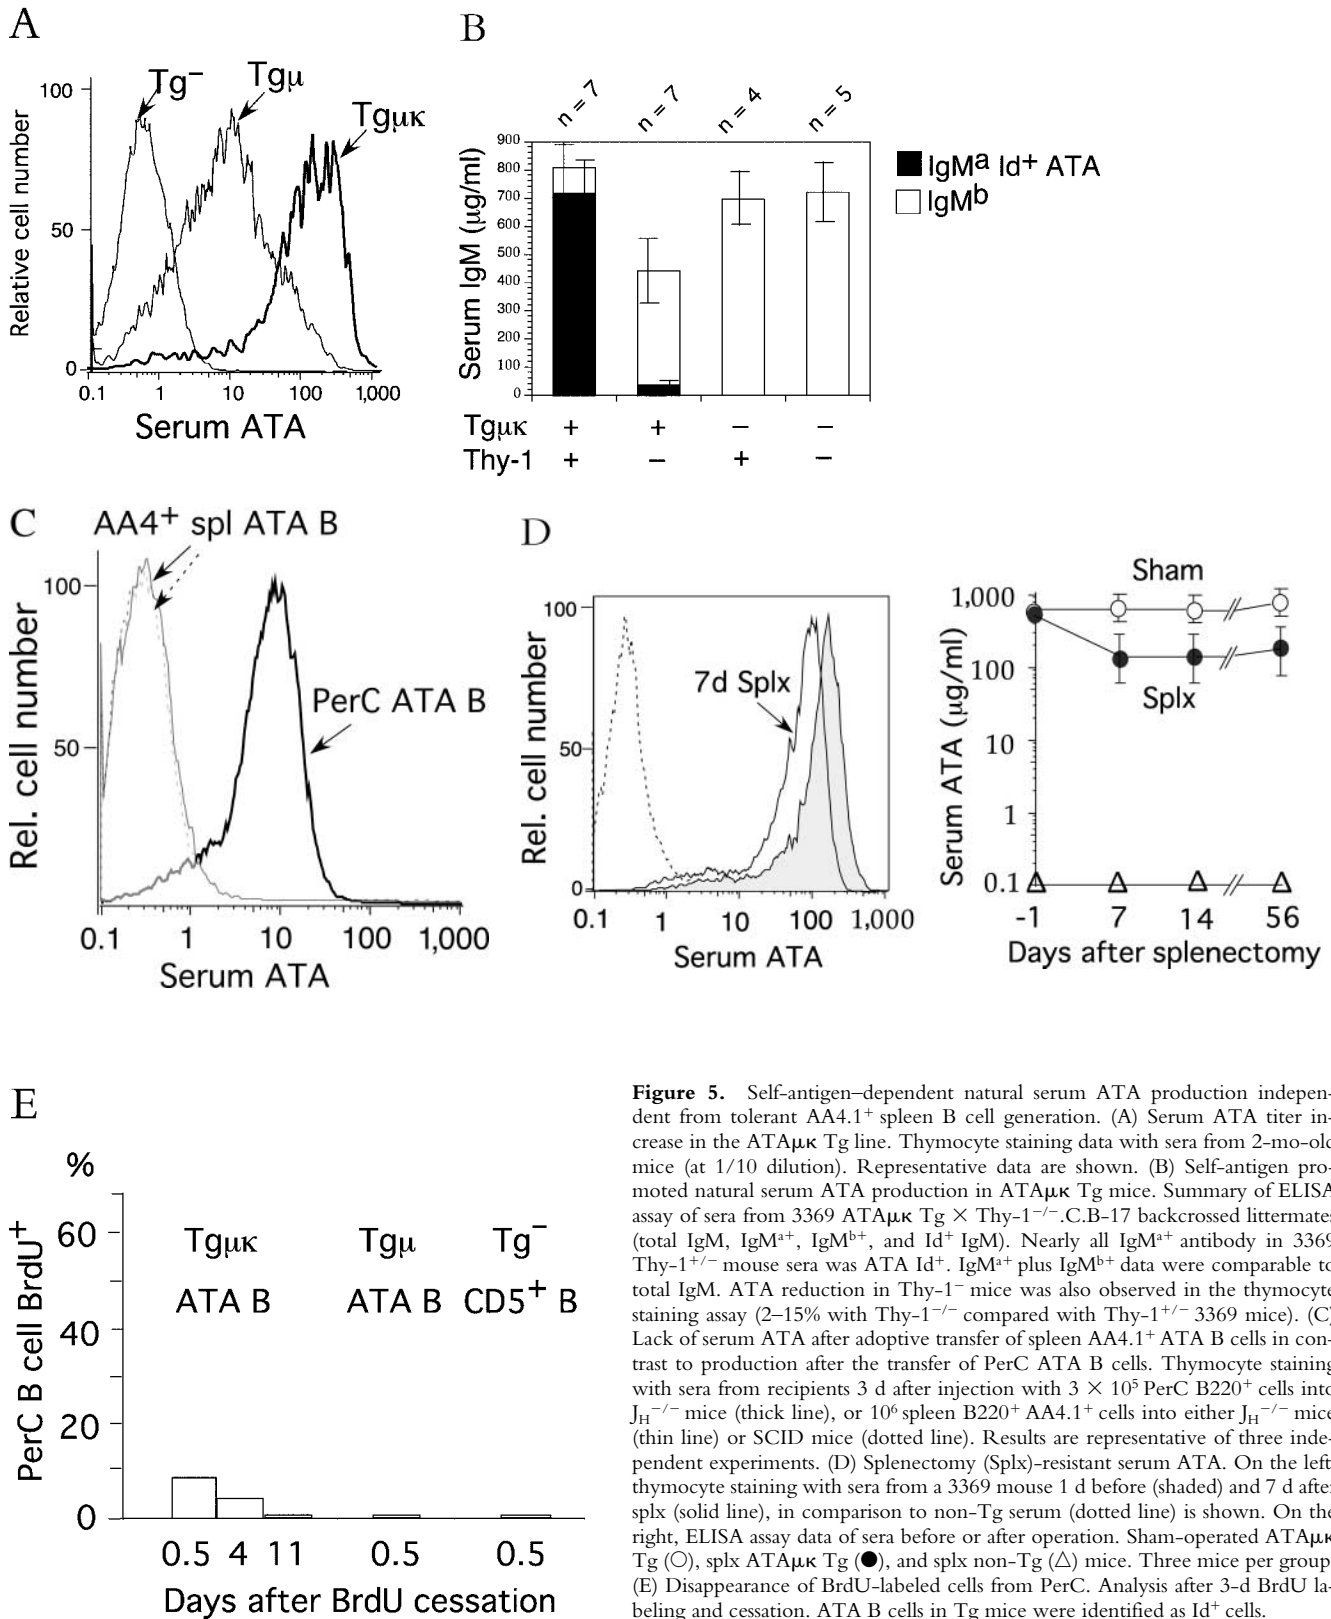 A
Relative cell number
100
50
0
Tg−
Tgμ
Tgμκ
0.1 1 10 100 1,000
Serum ATA
B
n = 7 n = 7 n = 4 n = 5
Serum IgM (μg/ml)
900
800
700
600
500
400
300
200
100
0
IgMa Id+ ATA
IgMb
Tgμκ + + − −
Thy-1 + − + −
C
AA4+ spl ATA B
Rel. cell number
100
50
PerC ATA B
0.1 1 10 100 1,000
Serum ATA
D
Rel. cell number
100
50
0
7d Splx
0.1 1 10 100 1,000
Serum ATA
Serum ATA (μg/ml)
1,000
100
10
1
0.1
Sham
Splx
-1 7 14 56
Days after splenectomy
E
%
PerC B cell BrdU+
60
40
20
0
Tgμκ Tgμ Tg−
ATA B ATA B CD5+ B
0.5 4 11 0.5 0.5
Days after BrdU cessation
Figure 5. Self-antigen–dependent natural serum ATA production indepen-
dent from tolerant AA4.1+ spleen B cell generation. (A) Serum ATA titer in-
crease in the ATAμκ Tg line. Thymocyte staining data with sera from 2-mo-old
mice (at 1/10 dilution). Representative data are shown. (B) Self-antigen pro-
moted natural serum ATA production in ATAμκ Tg mice. Summary of ELISA
assay of sera from 3369 ATAμκ Tg × Thy-1−/−.C.B-17 backcrossed littermates
(total IgM, IgMa+, IgMb+, and Id+ IgM). Nearly all IgMa+ antibody in 3369
Thy-1+/− mouse sera was ATA Id+. IgMa+ plus IgMb+ data were comparable to
total IgM. ATA reduction in Thy-1− mice was also observed in the thymocyte
staining assay (2–15% with Thy-1−/− compared with Thy-1+/− 3369 mice). (C)
Lack of serum ATA after adoptive transfer of spleen AA4.1+ ATA B cells in con-
trast to production after the transfer of PerC ATA B cells. Thymocyte staining
with sera from recipients 3 d after injection with 3 × 10⁵ PerC B220+ cells into
JH−/− mice (thick line), or 10⁶ spleen B220+ AA4.1+ cells into either JH−/− mice
(thin line) or SCID mice (dotted line). Results are representative of three inde-
pendent experiments. (D) Splenectomy (Splx)-resistant serum ATA. On the left,
thymocyte staining with sera from a 3369 mouse 1 d before (shaded) and 7 d after
splx (solid line), in comparison to non-Tg serum (dotted line) is shown. On the
right, ELISA assay data of sera before or after operation. Sham-operated ATAμκ
Tg (○), splx ATAμκ Tg (●), and splx non-Tg (△) mice. Three mice per group.
(E) Disappearance of BrdU-labeled cells from PerC. Analysis after 3-d BrdU la-
beling and cessation. ATA B cells in Tg mice were identified as Id+ cells.